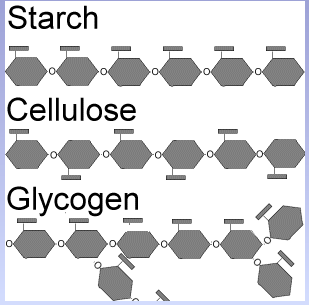 Starch
O O O O O
Cellulose
O O O O O
Glycogen
O O O O O O
O O